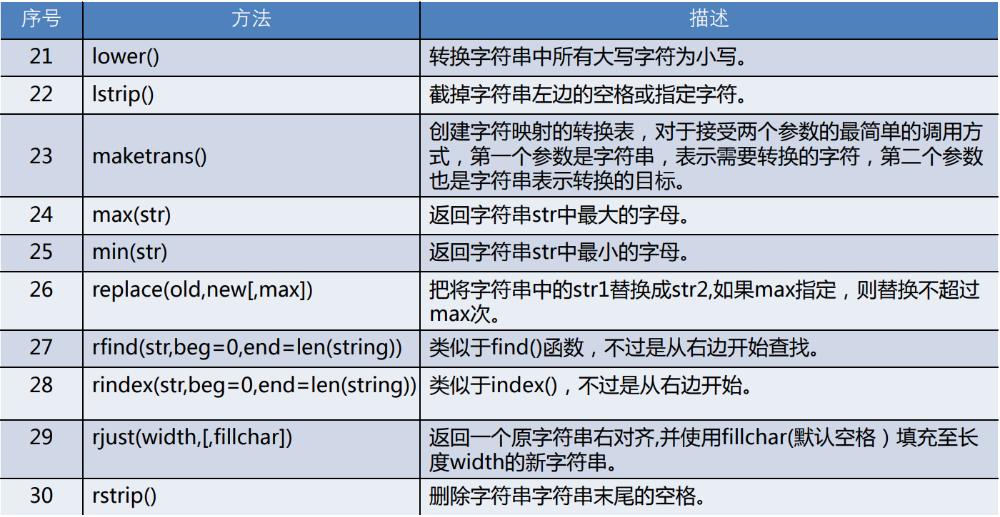 序号 方法 描述
21 lower() 转换字符串中所有大写字符为小写。
22 lstrip() 截掉字符串左边的空格或指定字符。
23 maketrans() 创建字符映射的转换表，对于接受两个参数的最简单的调用方
式，第一个参数是字符串，表示需要转换的字符，第二个参数
也是字符串表示转换的目标。
24 max(str) 返回字符串str中最大的字母。
25 min(str) 返回字符串str中最小的字母。
26 replace(old,new[,max]) 把将字符串中的str1替换成str2,如果max指定，则替换不超过
max次。
27 rfind(str,beg=0,end=len(string)) 类似于find()函数，不过是从右边开始查找。
28 rindex(str,beg=0,end=len(string)) 类似于index()，不过是从右边开始。
29 rjust(width,[,fillchar]) 返回一个原字符串右对齐,并使用fillchar(默认空格）填充至长
度width的新字符串。
30 rstrip() 删除字符串字符串末尾的空格。